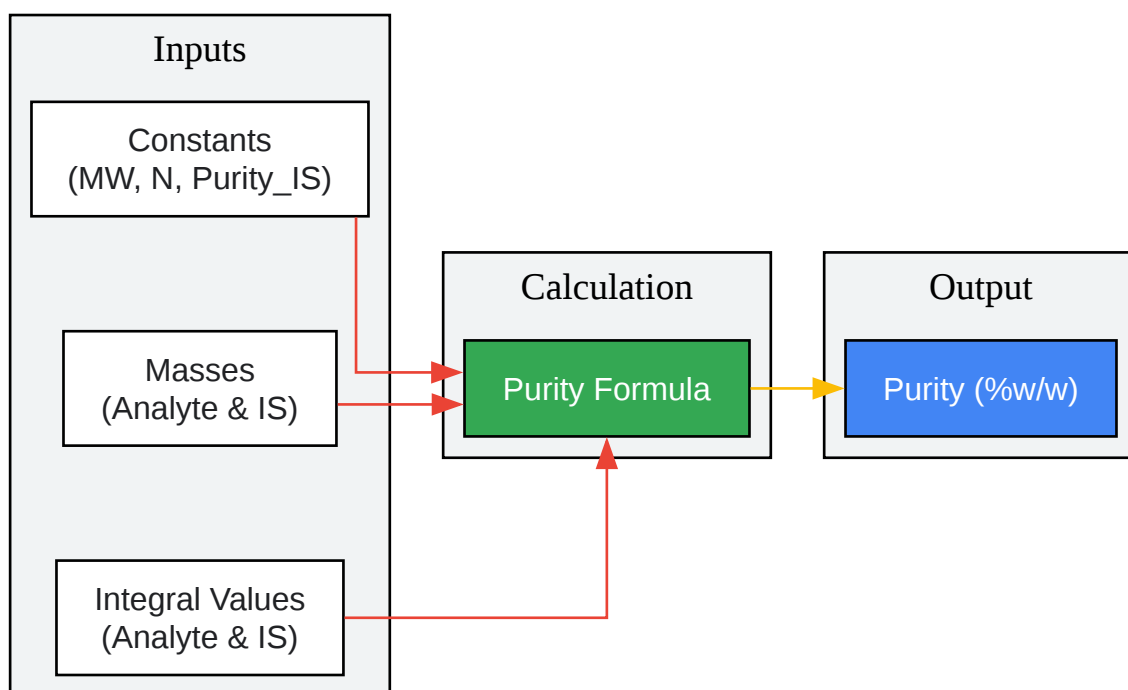 Inputs
Constants
(MW, N, Purity_IS)
Masses
(Analyte & IS)
Integral Values
(Analyte & IS)
Calculation
Purity Formula
Output
Purity (%w/w)